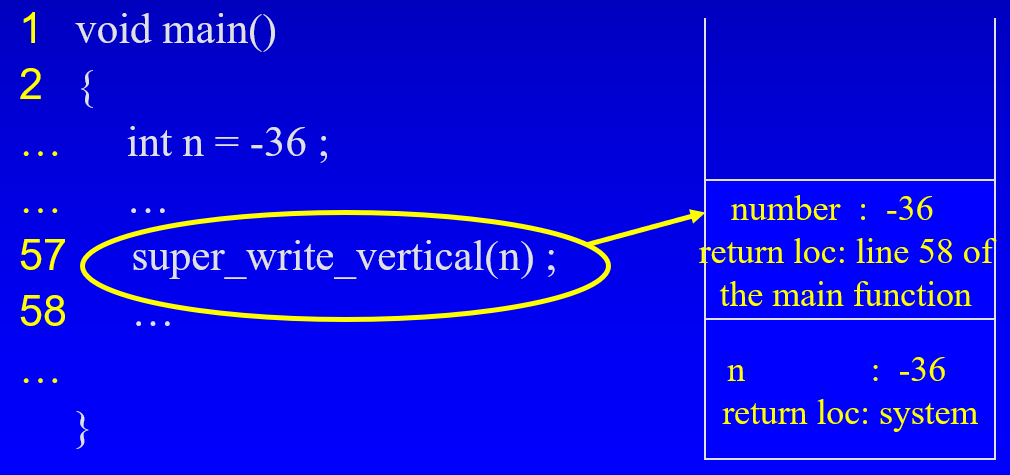 1 void main()
2 {
… int n = -36 ;
… …
57 super_write_vertical(n) ;
58 …
…
}
number : -36
return loc: line 58 of
the main function
n : -36
return loc: system